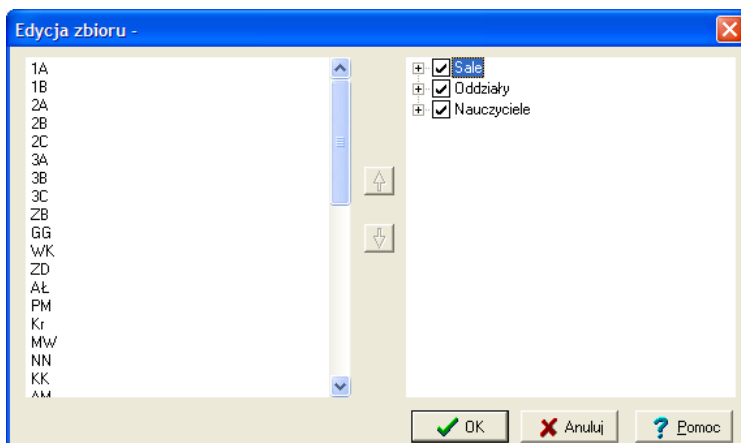 Edycja zbioru -
1A
1B
2A
2B
2C
3A
3B
3C
ZB
GG
WK
ZD
AŁ
PM
Kr
MW
NN
KK
AM
Sale
Oddziały
Nauczyciele
OK
Anuluj
Pomoc